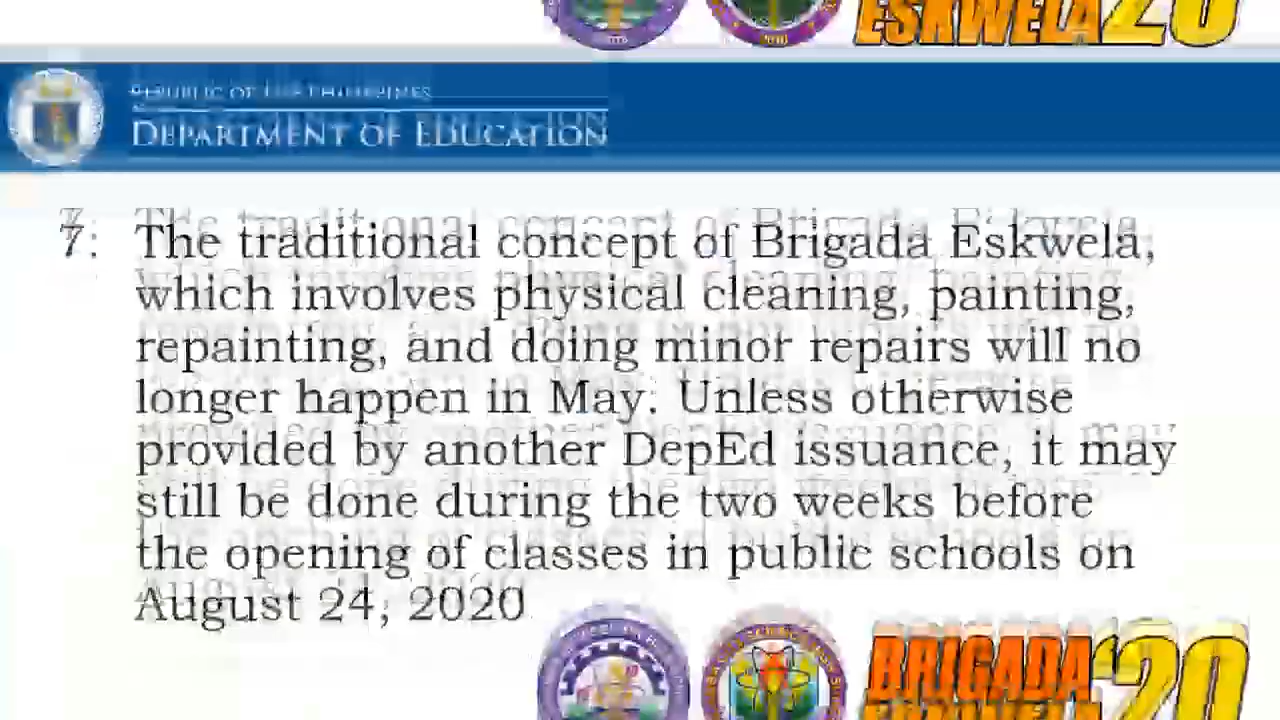 ESKWELA'20
REPUBLIC OF THE PHILIPPINES
DEPARTMENT OF EDUCATION
7. The traditional concept of Brigada Eskwela,
which involves physical cleaning, painting,
repainting, and doing minor repairs will no
longer happen in May. Unless otherwise
provided by another DepEd issuance, it may
still be done during the two weeks before
the opening of classes in public schools on
August 24, 2020
BRIGADA '20
ESKWELA